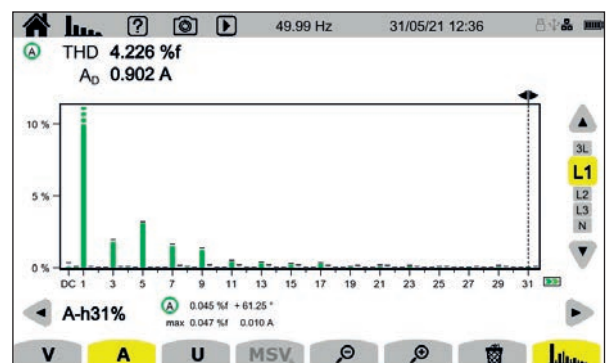 ? 49.99 Hz 31/05/21 12:36
A THD 4.226 %f
AD 0.902 A
10 %
5 %
0 %
DC 1 3 5 7 9 11 13 15 17 19 21 23 25 27 29 31
3L
L1
L2
L3
N
A-h31% A 0.045 %f +61.25 °
max 0.047 %f 0.010 A
V A U MSV